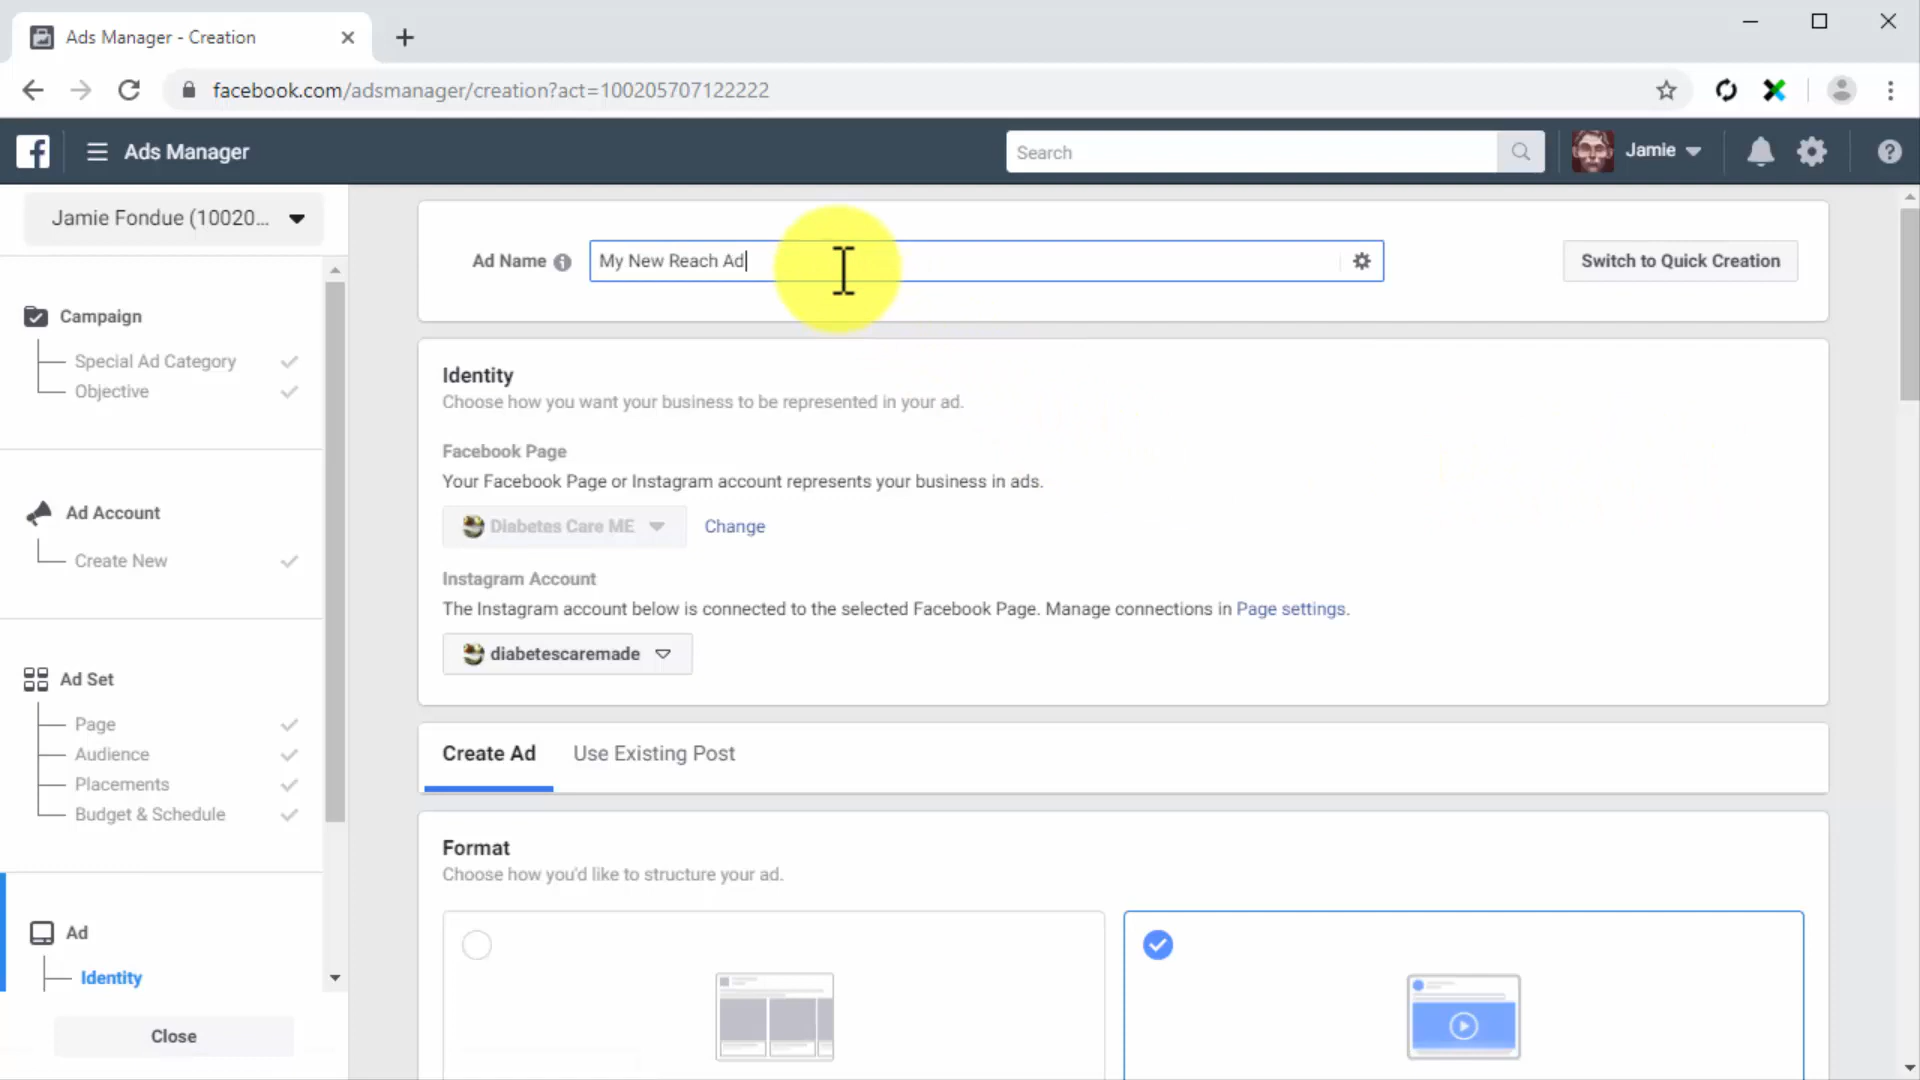 Ads Manager - Creation
facebook.com/adsmanager/creation?act=100205707122222
Ads Manager
Search
Jamie
Jamie Fondue (10020...
Campaign
Special Ad Category
Objective
Ad Account
Create New
Ad Set
Page
Audience
Placements
Budget & Schedule
Ad
Identity
Close
Ad Name
My New Reach Ad
Switch to Quick Creation
Identity
Choose how you want your business to be represented in your ad.
Facebook Page
Your Facebook Page or Instagram account represents your business in ads.
Diabetes Care ME
Change
Instagram Account
The Instagram account below is connected to the selected Facebook Page. Manage connections in Page settings.
diabetescaremade
Create Ad
Use Existing Post
Format
Choose how you'd like to structure your ad.